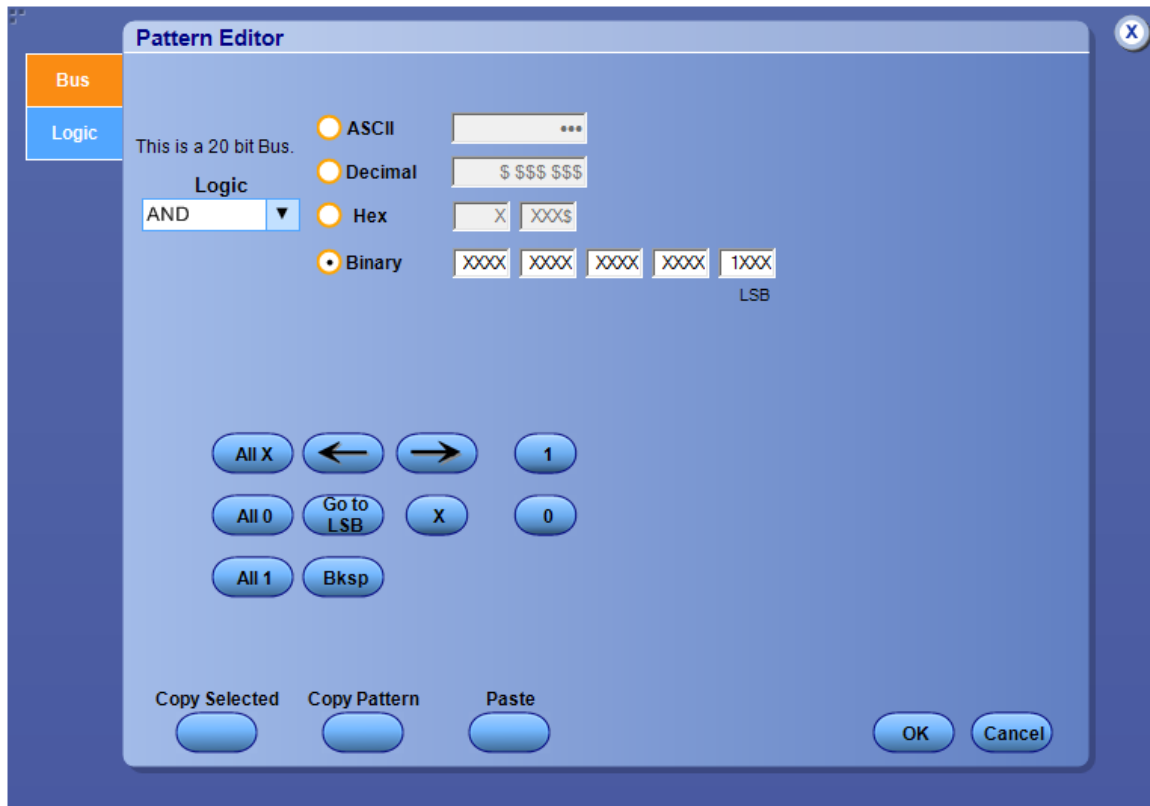 Pattern Editor
X
Bus
Logic
This is a 20 bit Bus.
Logic
AND
ASCII •••
Decimal $ $$$ $$$
Hex X XXX$
Binary XXXX XXXX XXXX XXXX 1XXX
LSB
All X 1
All 0 Go to LSB X 0
All 1 Bksp
Copy Selected Copy Pattern Paste
OK Cancel